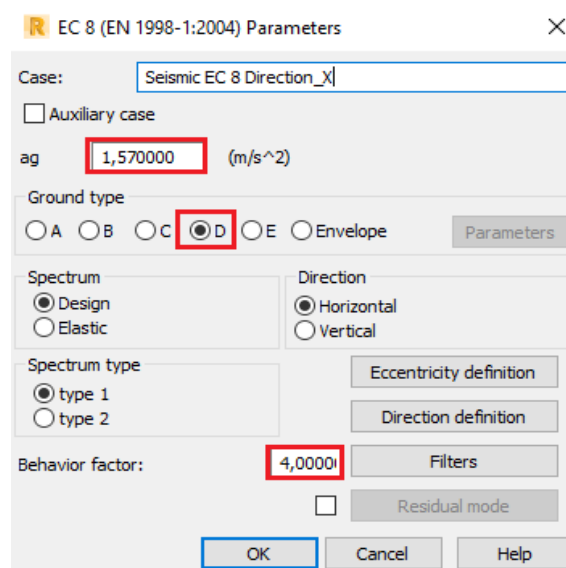 R EC 8 (EN 1998-1:2004) Parameters
Case: Seismic EC 8 Direction_X
Auxiliary case
ag 1,570000 (m/s^2)
Ground type
A B C D E Envelope Parameters
Spectrum
Design
Elastic
Direction
Horizontal
Vertical
Spectrum type
type 1
type 2
Eccentricity definition
Direction definition
Behavior factor: 4,0000 Filters
Residual mode
OK Cancel Help